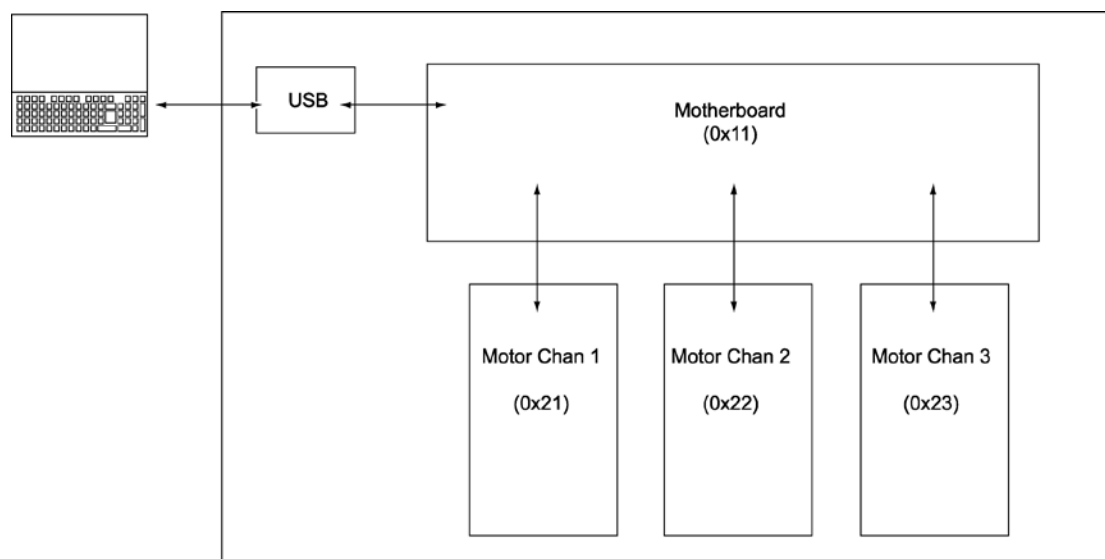 USB
Motherboard
(0x11)
Motor Chan 1
(0x21)
Motor Chan 2
(0x22)
Motor Chan 3
(0x23)